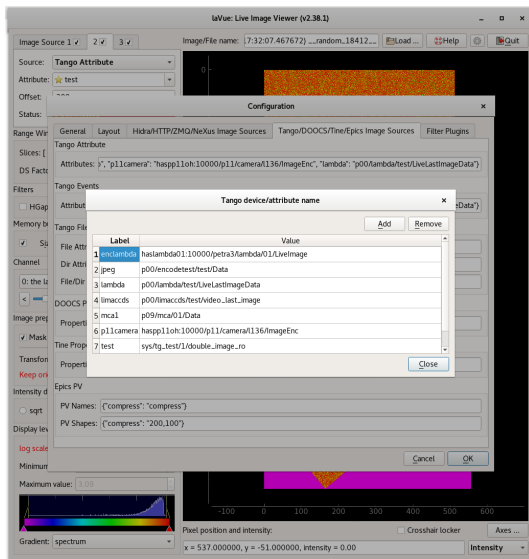 laVue: Live Image Viewer (v2.38.1)
Image Source 1 2 3
Image/File name: .7:32:07.467672) __random_18412__ Load ... Help Quit
Source: Tango Attribute
Attribute: test
Offset:
Status:
Configuration
General Layout Hidra/HTTP/ZMQ/NeXus Image Sources Tango/DOOCS/Tine/Epics Image Sources Filter Plugins
Range
Tango Attribute
Slices: [
Attributes: ", "p11camera": "haspp11oh:10000/p11/camera/l136/ImageEnc", "lambda": "p00/lambda/test/LiveLastImageData"}
DS Facto
Tango Events
Filters
HGap
Tango device/attribute name
Add Remove
Label Value
1 enclambda haslambda01:10000/petra3/lambda/01/LiveImage
2 jpeg p00/encodetest/test/Data
3 lambda p00/lambda/test/LiveLastImageData
4 limaccds p00/limaccds/test/video_last_image
5 mca1 p09/mca/01/Data
6 p11camera haspp11oh:10000/p11/camera/l136/ImageEnc
7 test sys/tg_test/1/double_image_ro
Close
Memory b
Tango File
File Attr
Dir Attri
Channel
0: the la
File/Dir
<
DOOCS P
Image prep
Properti
Mask
Tine Prop
Transfor
Properti
Keep ori
Epics PV
Intensity d
PV Names: {"compress": "compress"}
sqrt
PV Shapes: {"compress": "200,100"}
Display lev
log scale
Cancel OK
Minimum
Maximum value: 3.08
-100 0 100 200 300 400 500 600
Pixel position and intensity: Crosshair locker Axes ...
Gradient: spectrum
x = 537.000000, y = -51.000000, intensity = 0.00 Intensity